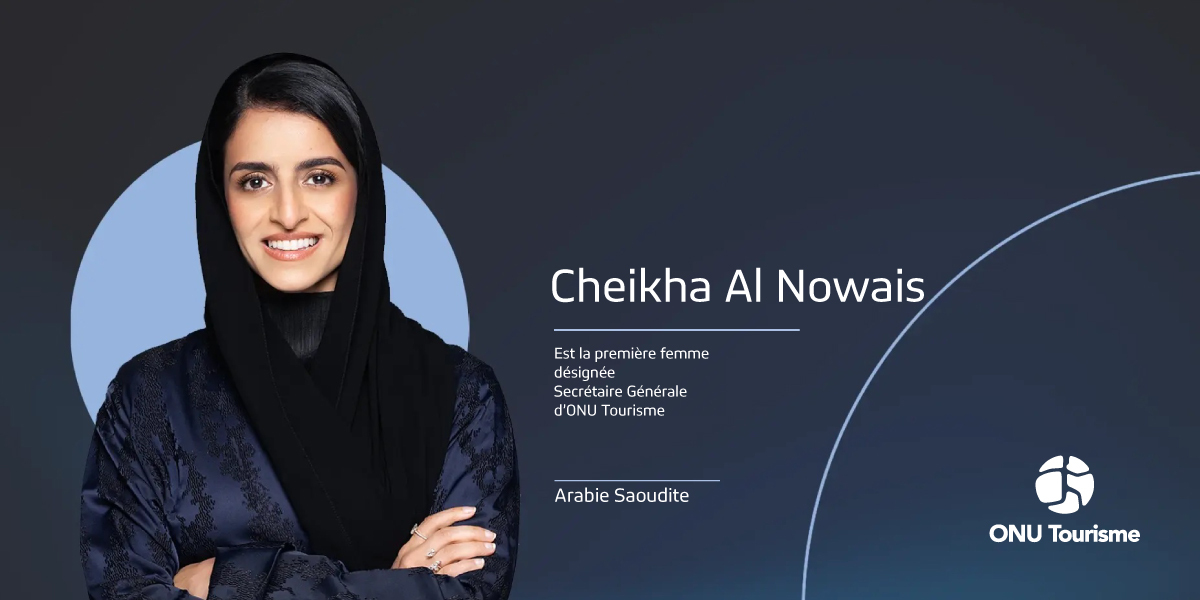 Cheikha Al Nowais
Est la première femme
désignée
Secrétaire Générale
d'ONU Tourisme
Arabie Saoudite
ONU Tourisme